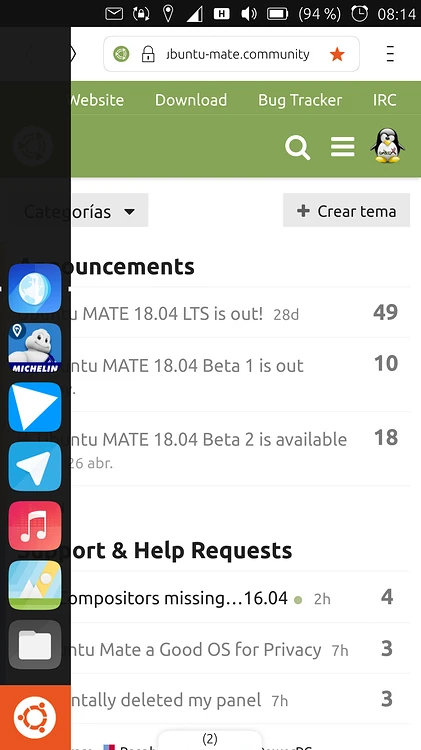 H (94 %) 08:14
ubuntu-mate.community
Website Download Bug Tracker IRC
Categorías + Crear tema
Announcements
MATE 18.04 LTS is out! 28d 49
ntu MATE 18.04 Beta 1 is out 10
ntu MATE 18.04 Beta 2 is available 18
26 abr.
MICHELIN
Support & Help Requests
ompositors missing…16.04 2h 4
ntu Mate a Good OS for Privacy 7h 3
ntally deleted my panel 7h 3
(2)